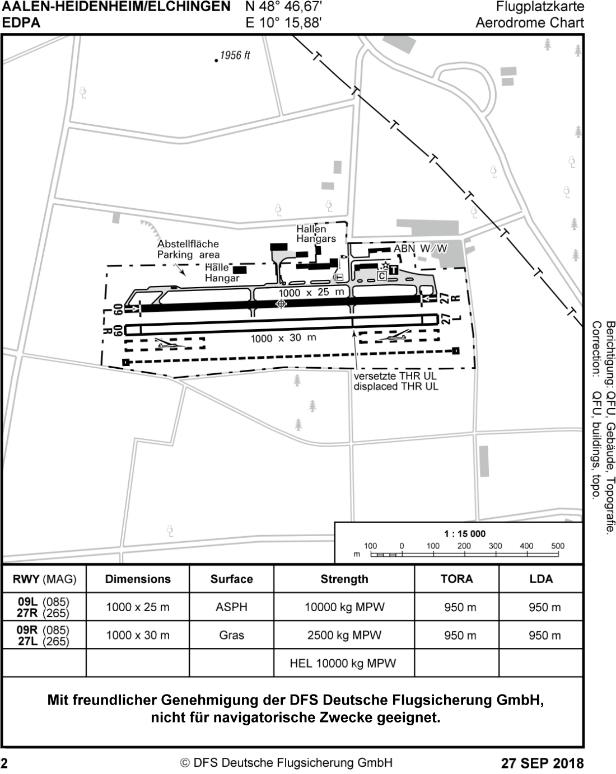 AALEN-HEIDENHEIM/ELCHINGEN N 48° 46,67' Flugplatzkarte
EDPA E 10° 15,88' Aerodrome Chart
1956 ft
Hallen
Hangars
Abstellfläche
Parking area
ABN W/W
Halle
Hangar
C
T
1000 x 25 m
09
L
27
R
09
R
27
L
1000 x 30 m
versetzte THR UL
displaced THR UL
Berichtigung: QFU, Gebäude, Topografie.
Correction: QFU, buildings, topo.
1 : 15 000
m 100 0 100 200 300 400 500
RWY (MAG) Dimensions Surface Strength TORA LDA
09L (085)
27R (265) 1000 x 25 m ASPH 10000 kg MPW 950 m 950 m
09R (085)
27L (265) 1000 x 30 m Gras 2500 kg MPW 950 m 950 m
HEL 10000 kg MPW
Mit freundlicher Genehmigung der DFS Deutsche Flugsicherung GmbH,
nicht für navigatorische Zwecke geeignet.
2 © DFS Deutsche Flugsicherung GmbH 27 SEP 2018